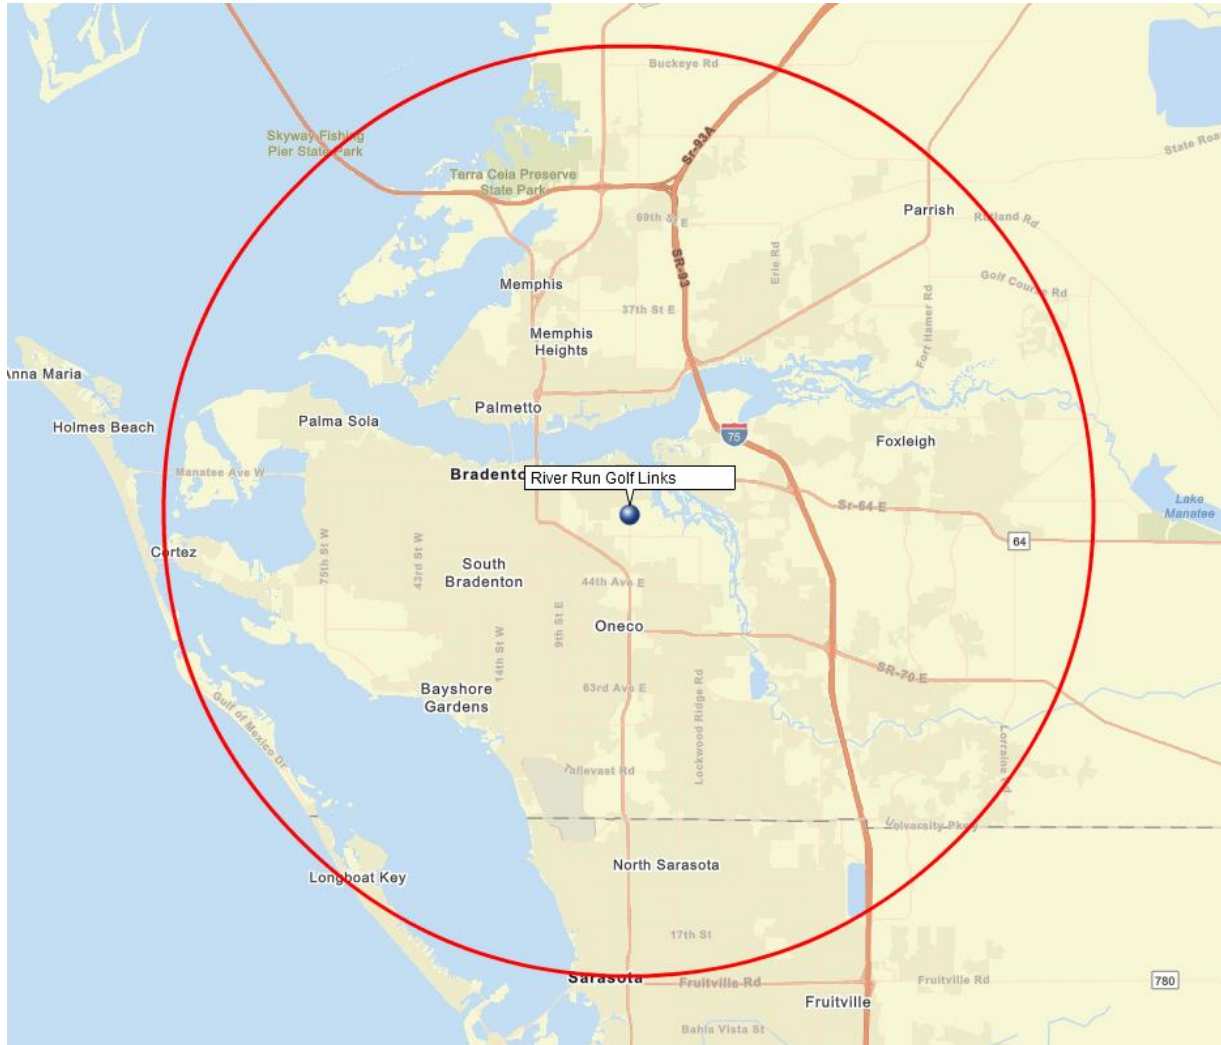 Buckeye Rd
Skyway Fishing
Pier State Park
Sr-93A
State Roa
Terra Ceia Preserve
State Park
69th St E
Parrish
Rutland Rd
SR-93
Erie Rd
Golf Course Rd
Memphis
37th St E
Fort Hamer Rd
Memphis
Heights
Anna Maria
Palmetto
Palma Sola
Holmes Beach
75
Foxleigh
Manatee Ave W
Bradento
River Run Golf Links
Sr-64 E
Lake
Manatee
64
Cortez
75th St W
43rd St W
South
Bradenton
44th Ave E
9th St E
Oneco
14th St W
SR-70 E
63rd Ave E
Bayshore
Gardens
Lockwood Ridge Rd
Gulf of Mexico Dr
Lorraine Rd
Tallevast Rd
University Pkwy
North Sarasota
Longboat Key
17th St
Sarasota
Fruitville Rd
Fruitville Rd
780
Fruitville
Bahia Vista St